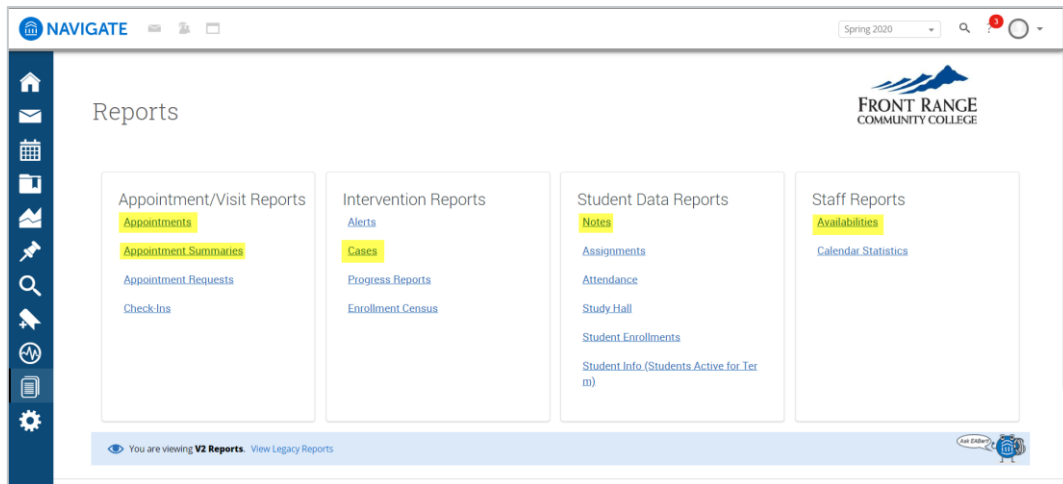 NAVIGATE
Spring 2020
?
3
FRONT RANGE
COMMUNITY COLLEGE
Reports
Appointment/Visit Reports
Appointments
Appointment Summaries
Appointment Requests
Check-Ins
Intervention Reports
Alerts
Cases
Progress Reports
Enrollment Census
Student Data Reports
Notes
Assignments
Attendance
Study Hall
Student Enrollments
Student Info (Students Active for Ter
m)
Staff Reports
Availabilities
Calendar Statistics
You are viewing V2 Reports. View Legacy Reports
Ask EABert